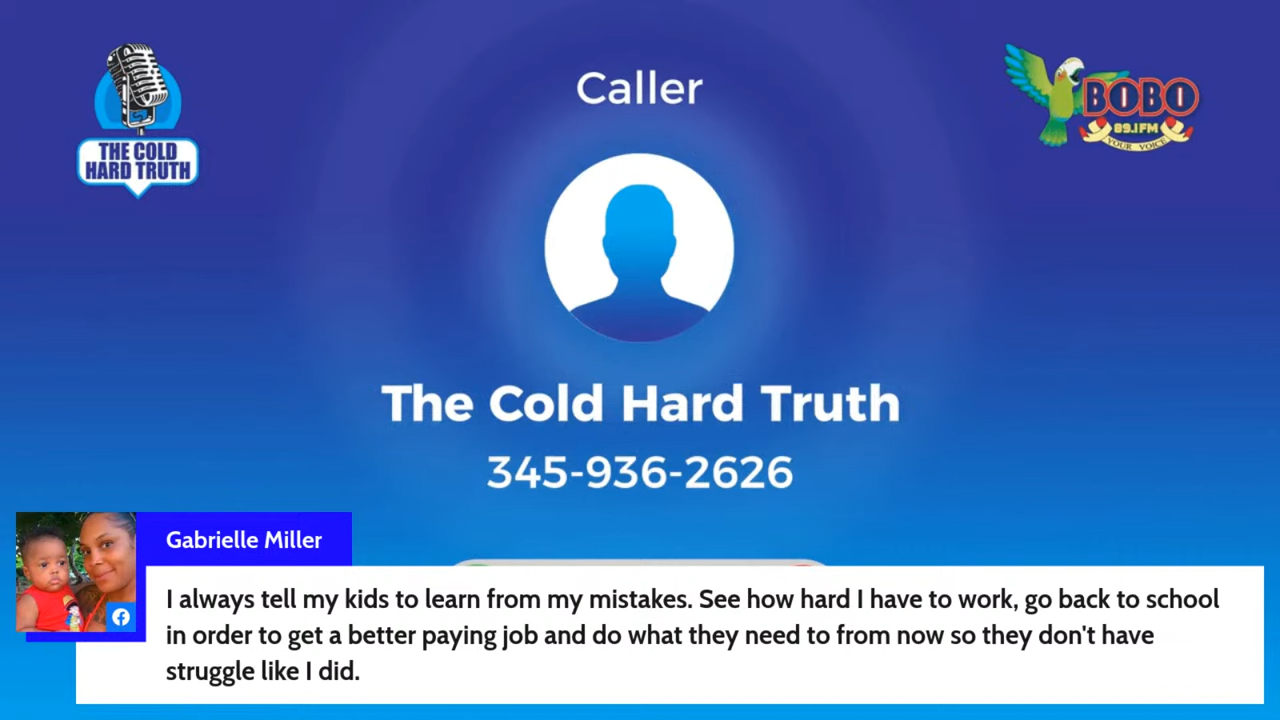 Caller
THE COLD
HARD TRUTH
BOBO
89.1 FM
YOUR VOICE
The Cold Hard Truth
345-936-2626
Gabrielle Miller
I always tell my kids to learn from my mistakes. See how hard I have to work, go back to school
in order to get a better paying job and do what they need to from now so they don't have
struggle like I did.